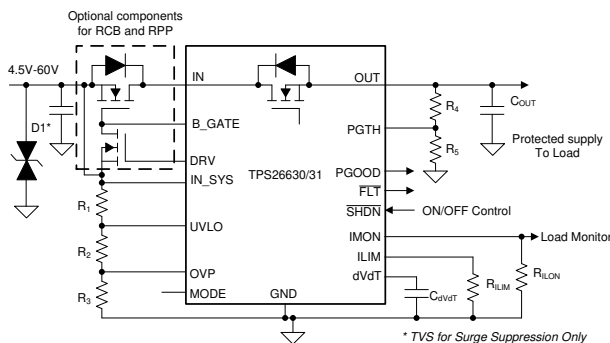 Optional components
for RCB and RPP
4.5V-60V
IN
OUT
D1*
B_GATE
DRV
IN_SYS
TPS26630/31
R4
COUT
PGTH
R5
Protected supply
To Load
PGOOD
FLT
SHDN
ON/OFF Control
R1
UVLO
IMON
Load Monitor
R2
ILIM
OVP
dVdT
R3
MODE
GND
CdVdT
RILIM
RILON
* TVS for Surge Suppression Only